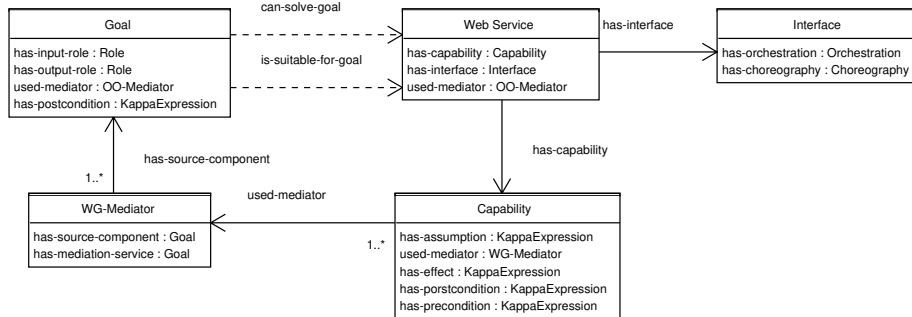 can-solve-goal
Goal
has-input-role : Role
has-output-role : Role
used-mediator : OO-Mediator
has-postcondition : KappaExpression
is-suitable-for-goal
Web Service
has-capability : Capability
has-interface : Interface
used-mediator : OO-Mediator
has-interface
Interface
has-orchestration : Orchestration
has-choreography : Choreography
has-source-component
1..*
has-capability
WG-Mediator
has-source-component : Goal
has-mediation-service : Goal
used-mediator
1..*
Capability
has-assumption : KappaExpression
used-mediator : WG-Mediator
has-effect : KappaExpression
has-postcondition : KappaExpression
has-precondition : KappaExpression